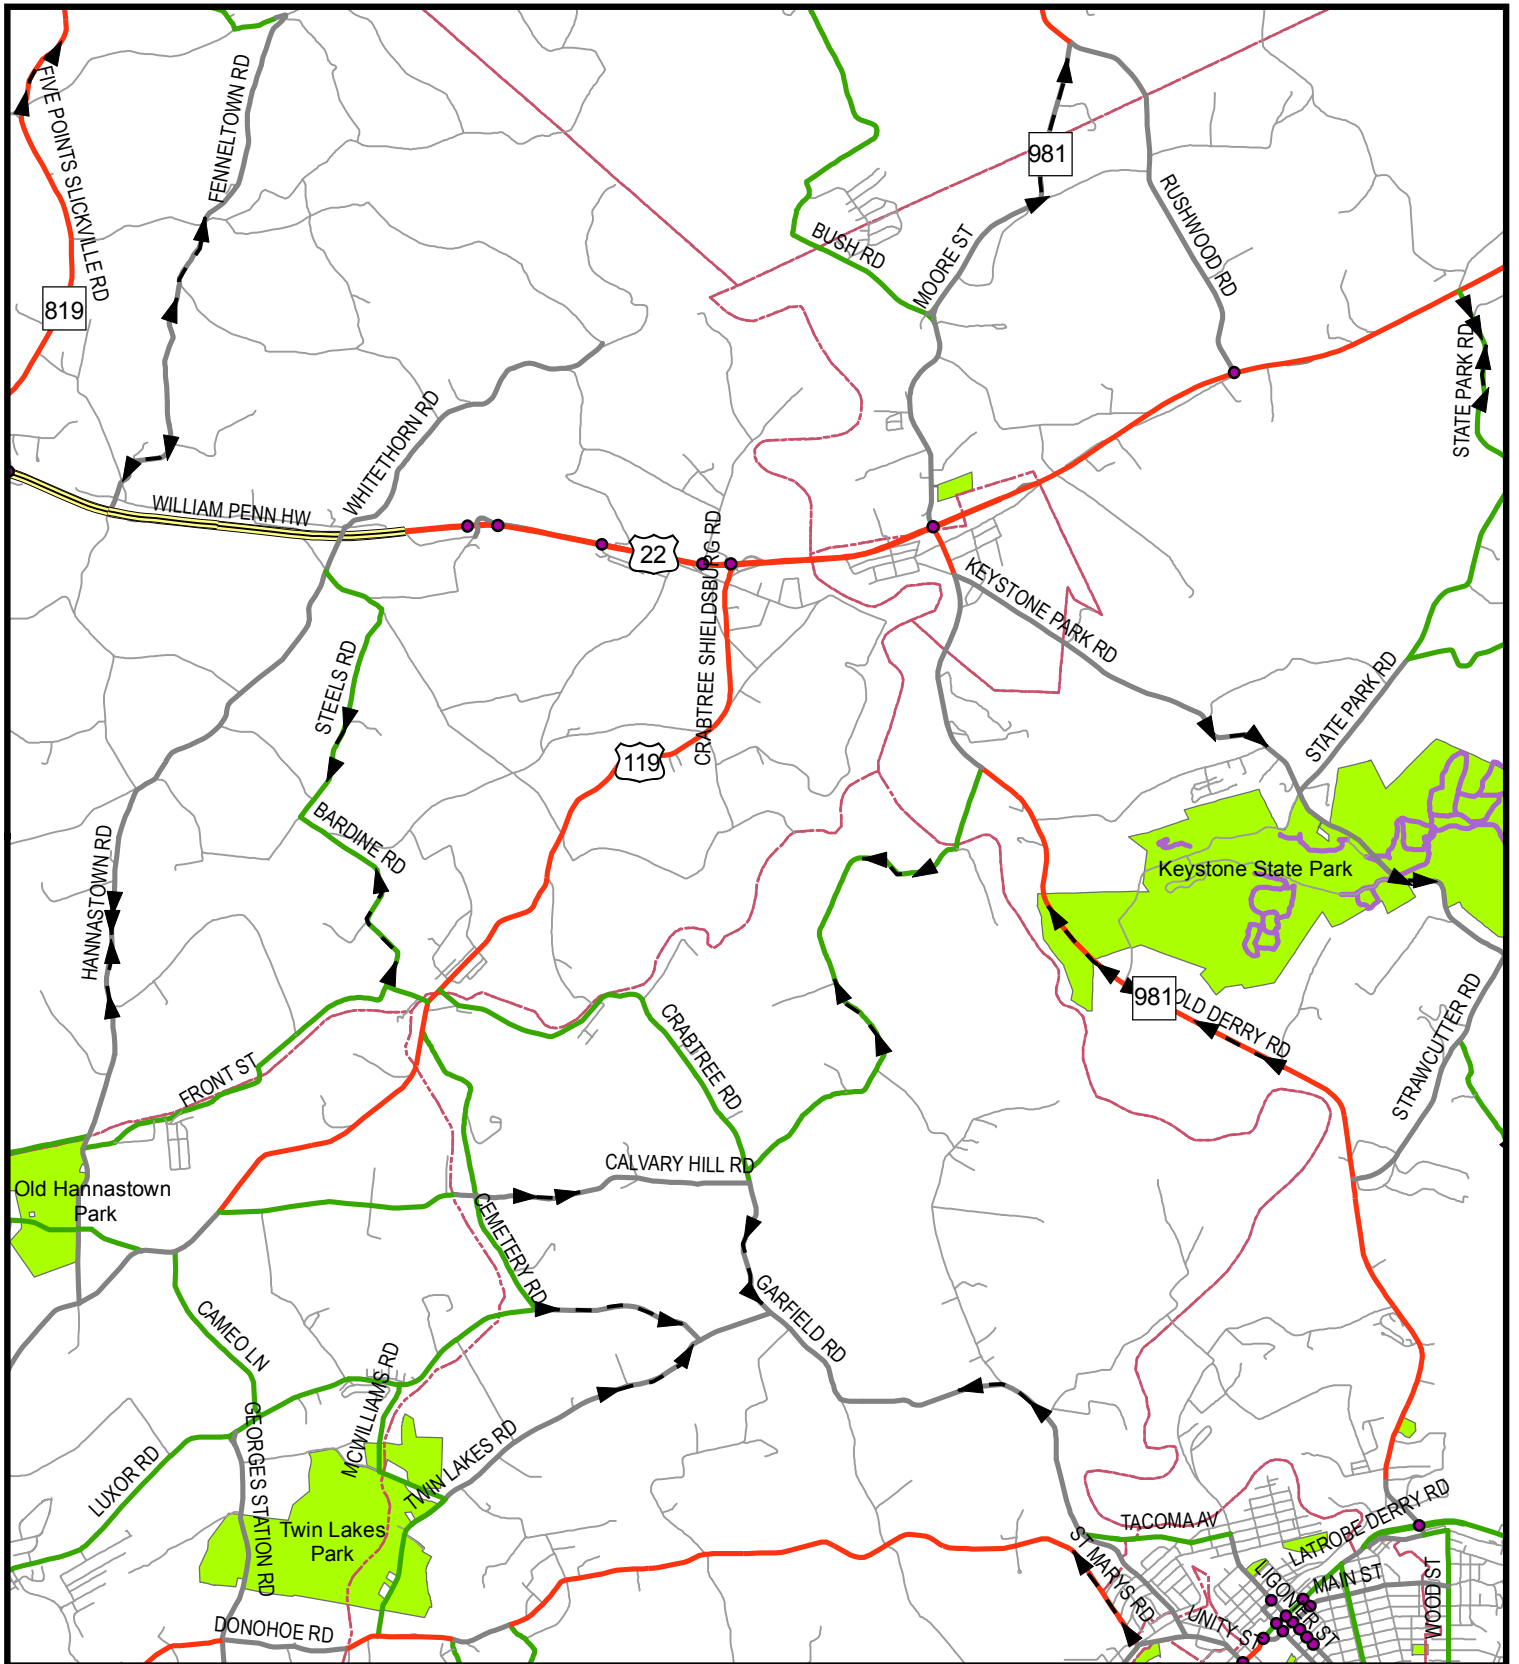 FIVE POINTS SLICKVILLE RD
FENNELTOWN RD
981
BUSH RD
MOORE ST
RUSHWOOD RD
819
STATE PARK RD
WHITETHORN RD
WILLIAM PENN HW
22
CRABTREE SHIELDSBURG RD
KEYSTONE PARK RD
STEELS RD
STATE PARK RD
119
BARDINE RD
HANNASTOWN RD
Keystone State Park
981
OLD DERRY RD
STRAWCUTTER RD
CRABTREE RD
FRONT ST
CALVARY HILL RD
Old Hannastown
Park
CEMETERY RD
GARFIELD RD
CAMEO LN
MCWILLIAMS RD
GEORGES STATION RD
LUXOR RD
TWIN LAKES RD
Twin Lakes
Park
TACOMA AV
LATROBE DERRY RD
ST MARYS RD
LIGONIER ST
MAIN ST
WOOD ST
UNITY ST
DONOHOE RD